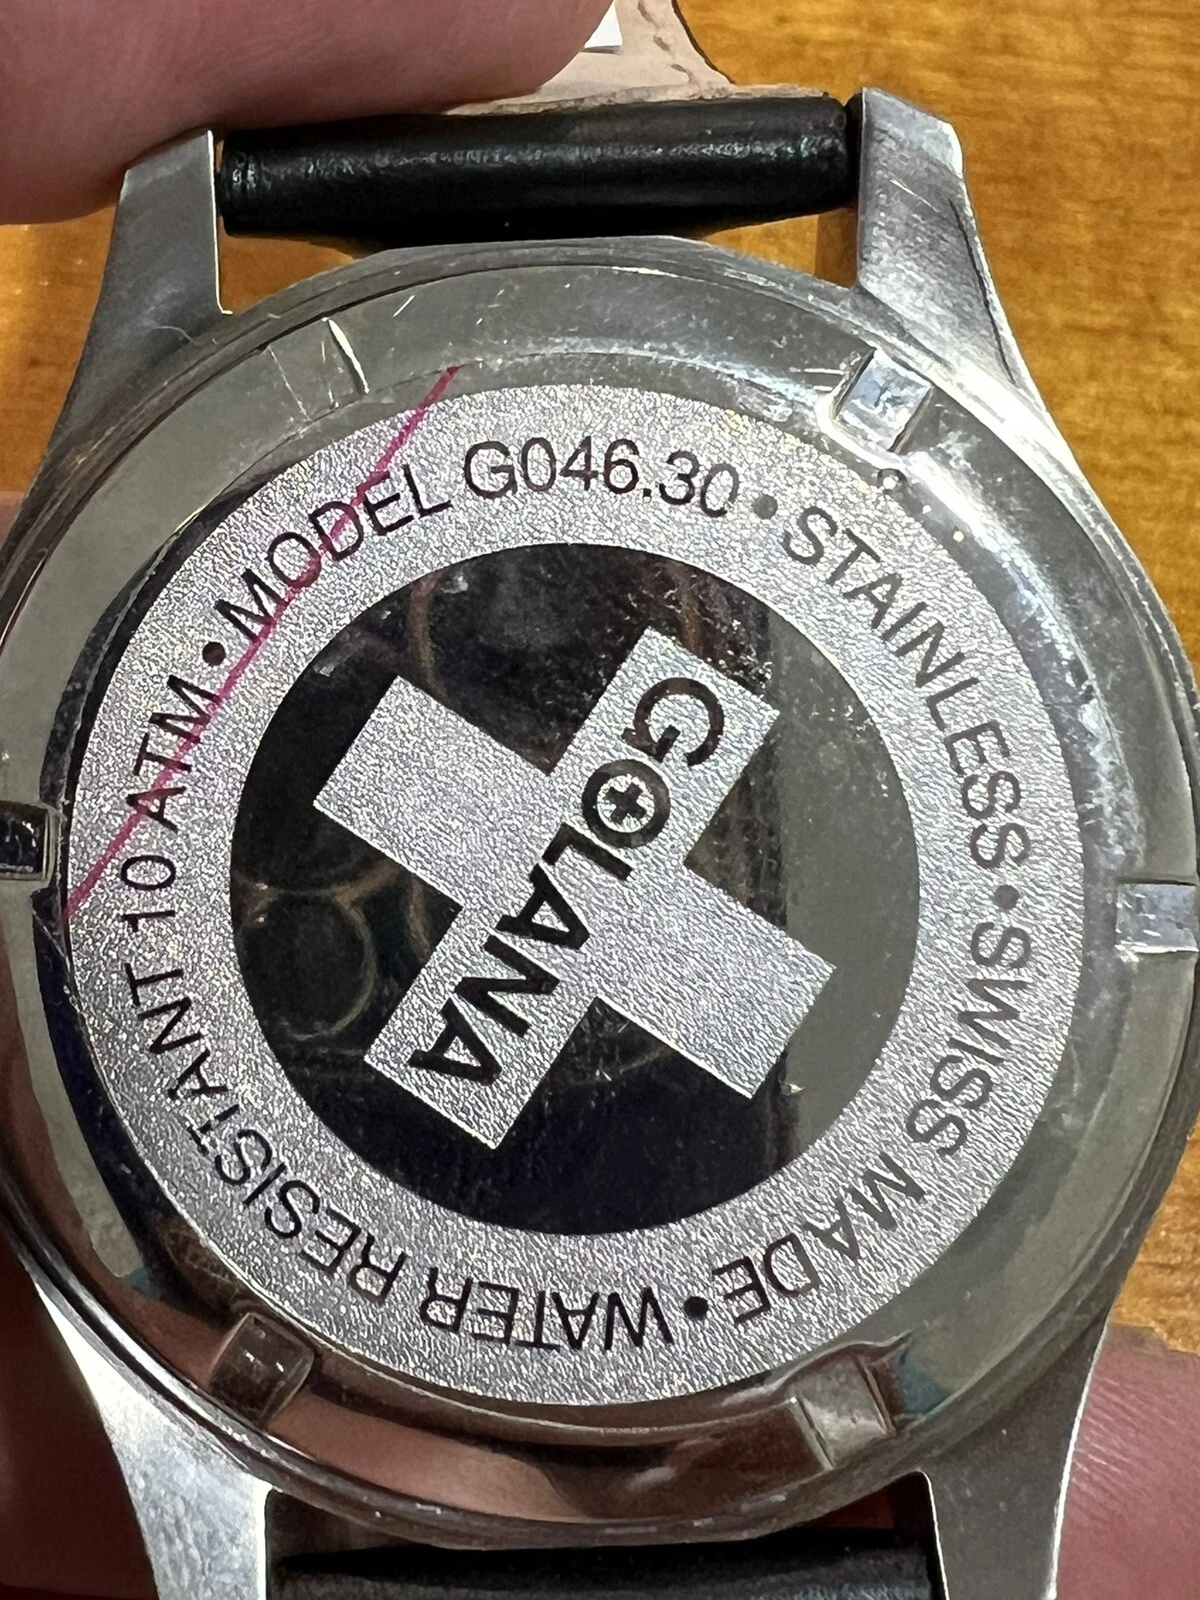 MODEL G046.30 • STAINLESS • SWISS MADE • WATER RESISTANT 10 ATM •
GOLANA